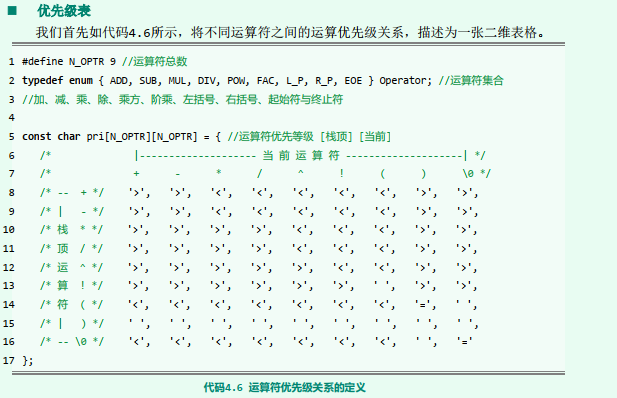 ■ 优先级表
我们首先如代码4.6所示，将不同运算符之间的运算优先级关系，描述为一张二维表格。
1 #define N_OPTR 9 //运算符总数
2 typedef enum { ADD, SUB, MUL, DIV, POW, FAC, L_P, R_P, EOE } Operator; //运算符集合
3 //加、减、乘、除、乘方、阶乘、左括号、右括号、起始符与终止符
4
5 const char pri[N_OPTR][N_OPTR] = { //运算符优先等级 [栈顶] [当前]
6 /* |-------------------- 当 前 运 算 符 --------------------| */
7 /* + - * / ^ ! ( ) \0 */
8 /* -- + */ '>', '>', '<', '<', '<', '<', '<', '>', '>',
9 /* | - */ '>', '>', '<', '<', '<', '<', '<', '>', '>',
10 /* 栈 * */ '>', '>', '>', '>', '<', '<', '<', '>', '>',
11 /* 顶 / */ '>', '>', '>', '>', '<', '<', '<', '>', '>',
12 /* 运 ^ */ '>', '>', '>', '>', '>', '<', '<', '>', '>',
13 /* 算 ! */ '>', '>', '>', '>', '>', '>', ' ', '>', '>',
14 /* 符 ( */ '<', '<', '<', '<', '<', '<', '<', '=', ' ',
15 /* | ) */ ' ', ' ', ' ', ' ', ' ', ' ', ' ', ' ', ' ',
16 /* -- \0 */ '<', '<', '<', '<', '<', '<', '<', ' ', '='
17 };
代码4.6 运算符优先级关系的定义